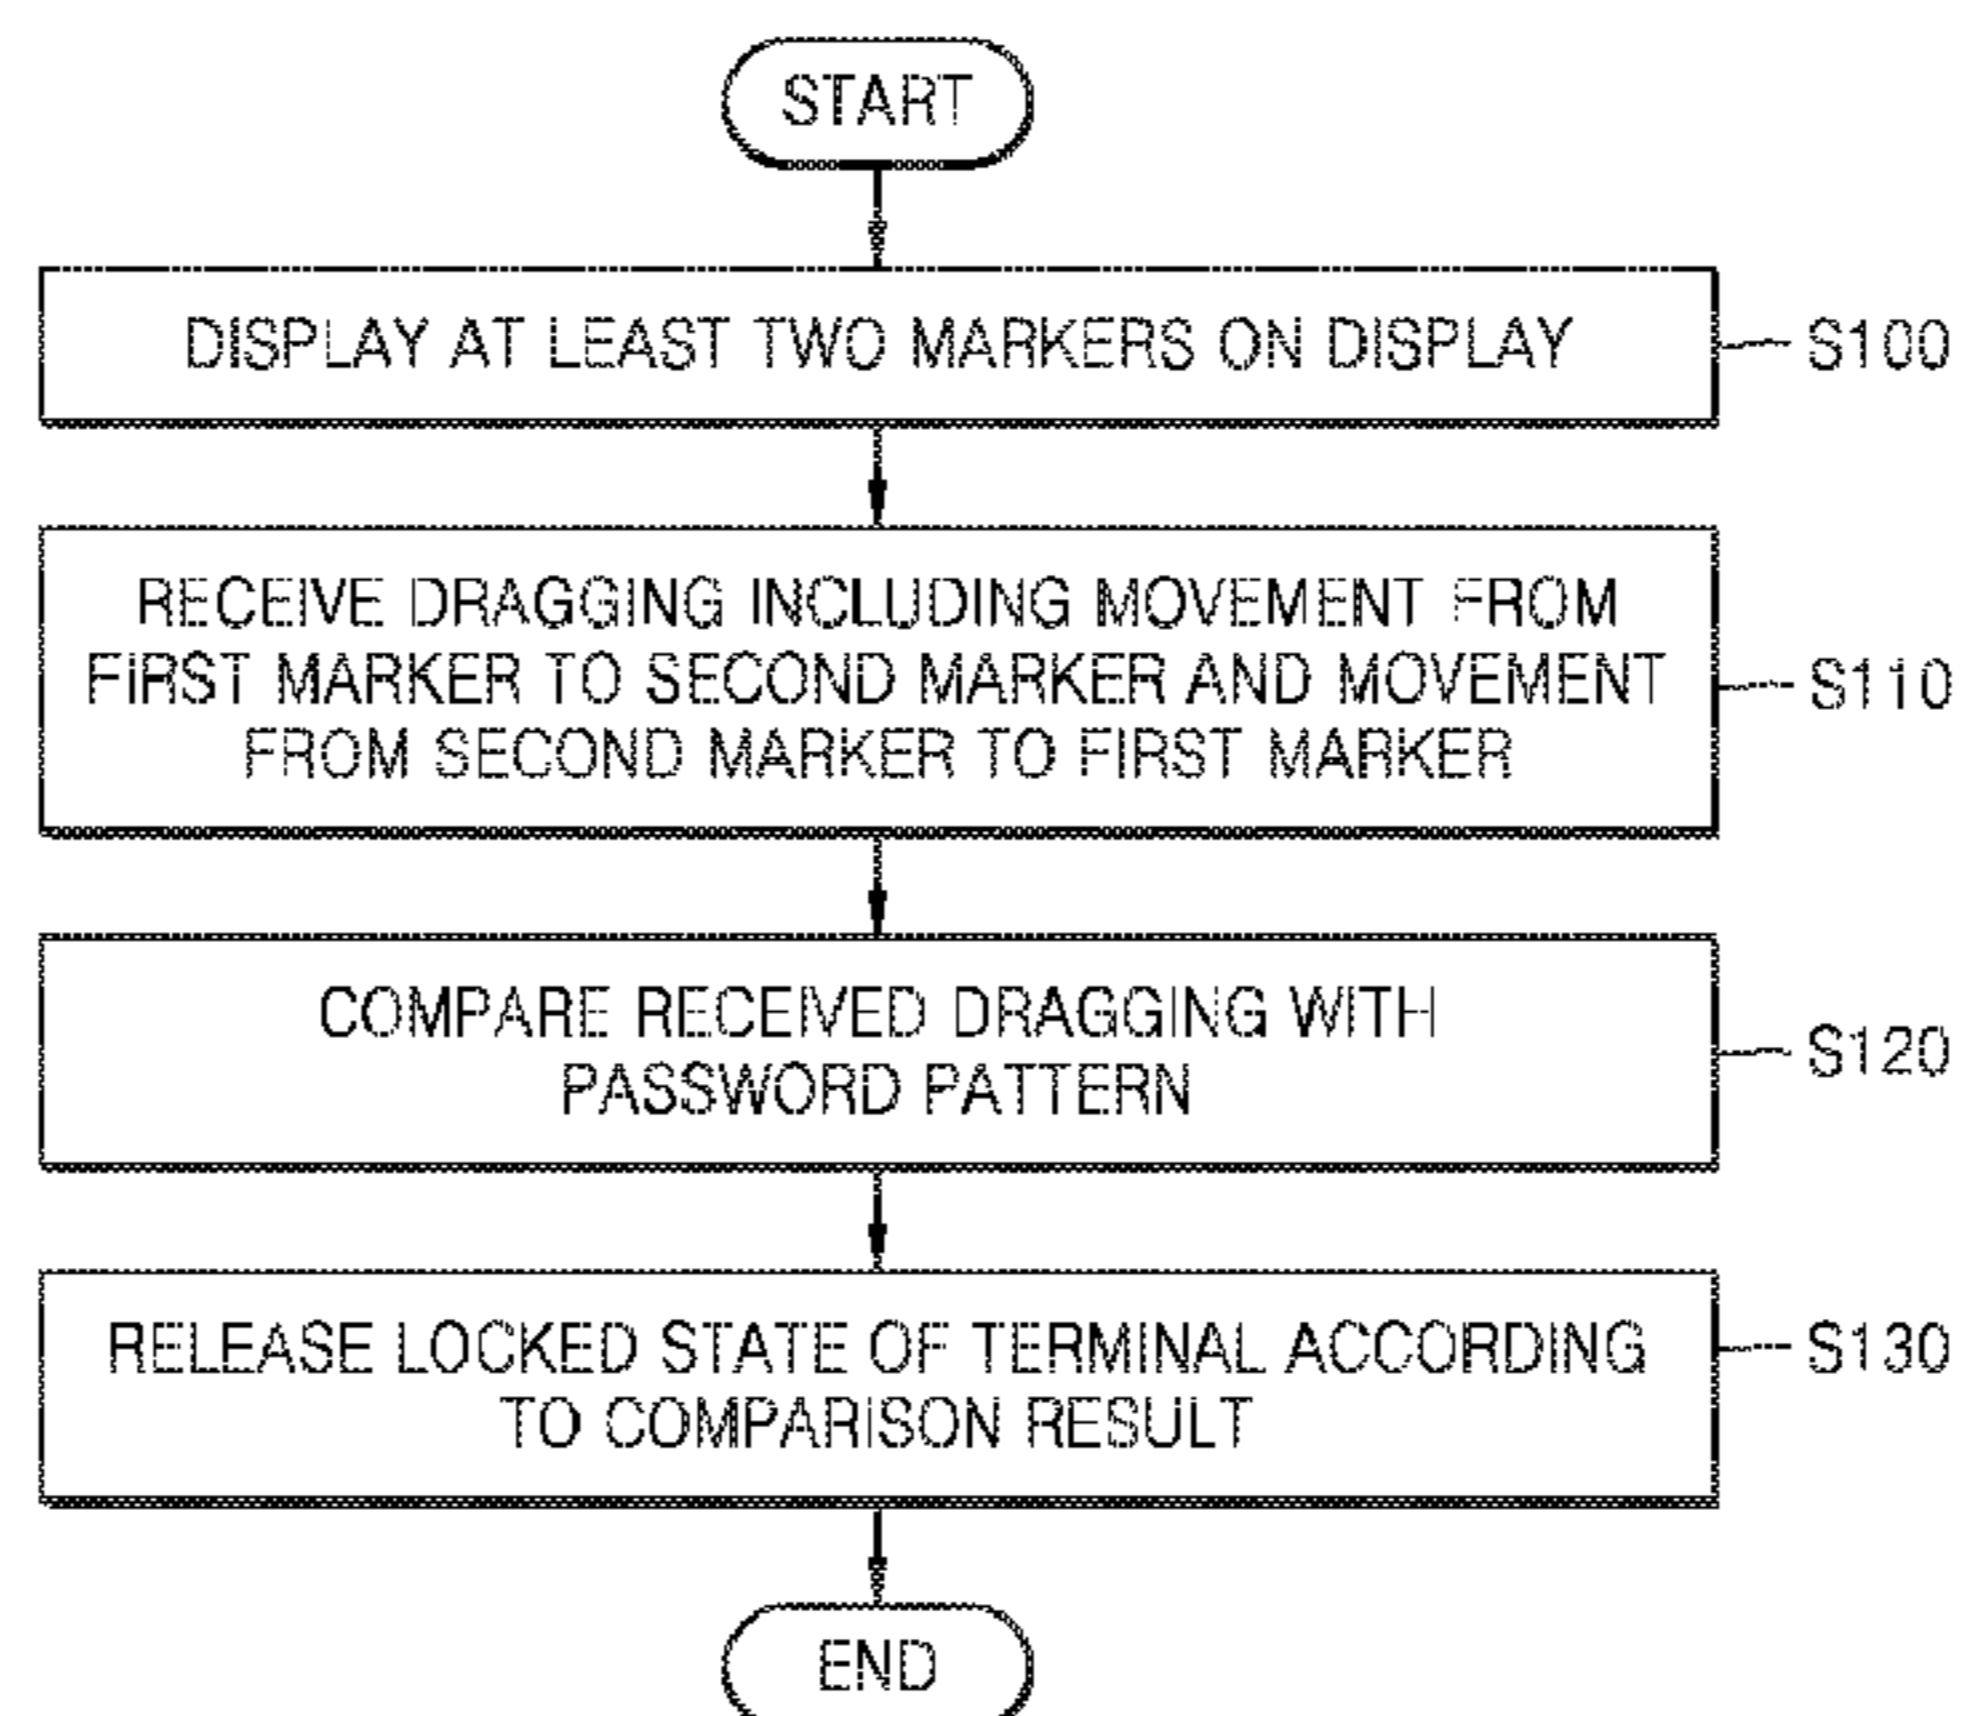 START
DISPLAY AT LEAST TWO MARKERS ON DISPLAY
S100
RECEIVE DRAGGING INCLUDING MOVEMENT FROM
FIRST MARKER TO SECOND MARKER AND MOVEMENT
FROM SECOND MARKER TO FIRST MARKER
S110
COMPARE RECEIVED DRAGGING WITH
PASSWORD PATTERN
S120
RELEASE LOCKED STATE OF TERMINAL ACCORDING
TO COMPARISON RESULT
S130
END